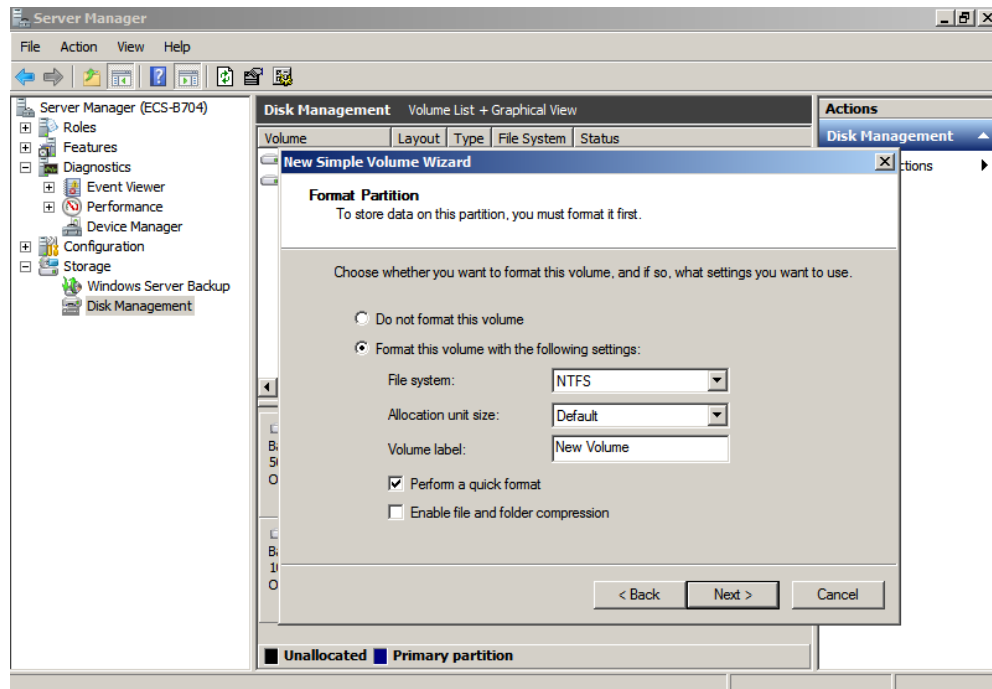 Server Manager
File Action View Help
Server Manager (ECS-B704)
Roles
Features
Diagnostics
Event Viewer
Performance
Device Manager
Configuration
Storage
Windows Server Backup
Disk Management
Disk Management Volume List + Graphical View
Volume Layout Type File System Status
New Simple Volume Wizard
Format Partition
To store data on this partition, you must format it first.
Choose whether you want to format this volume, and if so, what settings you want to use.
Do not format this volume
Format this volume with the following settings:
File system: NTFS
Allocation unit size: Default
Volume label: New Volume
Perform a quick format
Enable file and folder compression
< Back Next > Cancel
Unallocated Primary partition
Actions
Disk Management